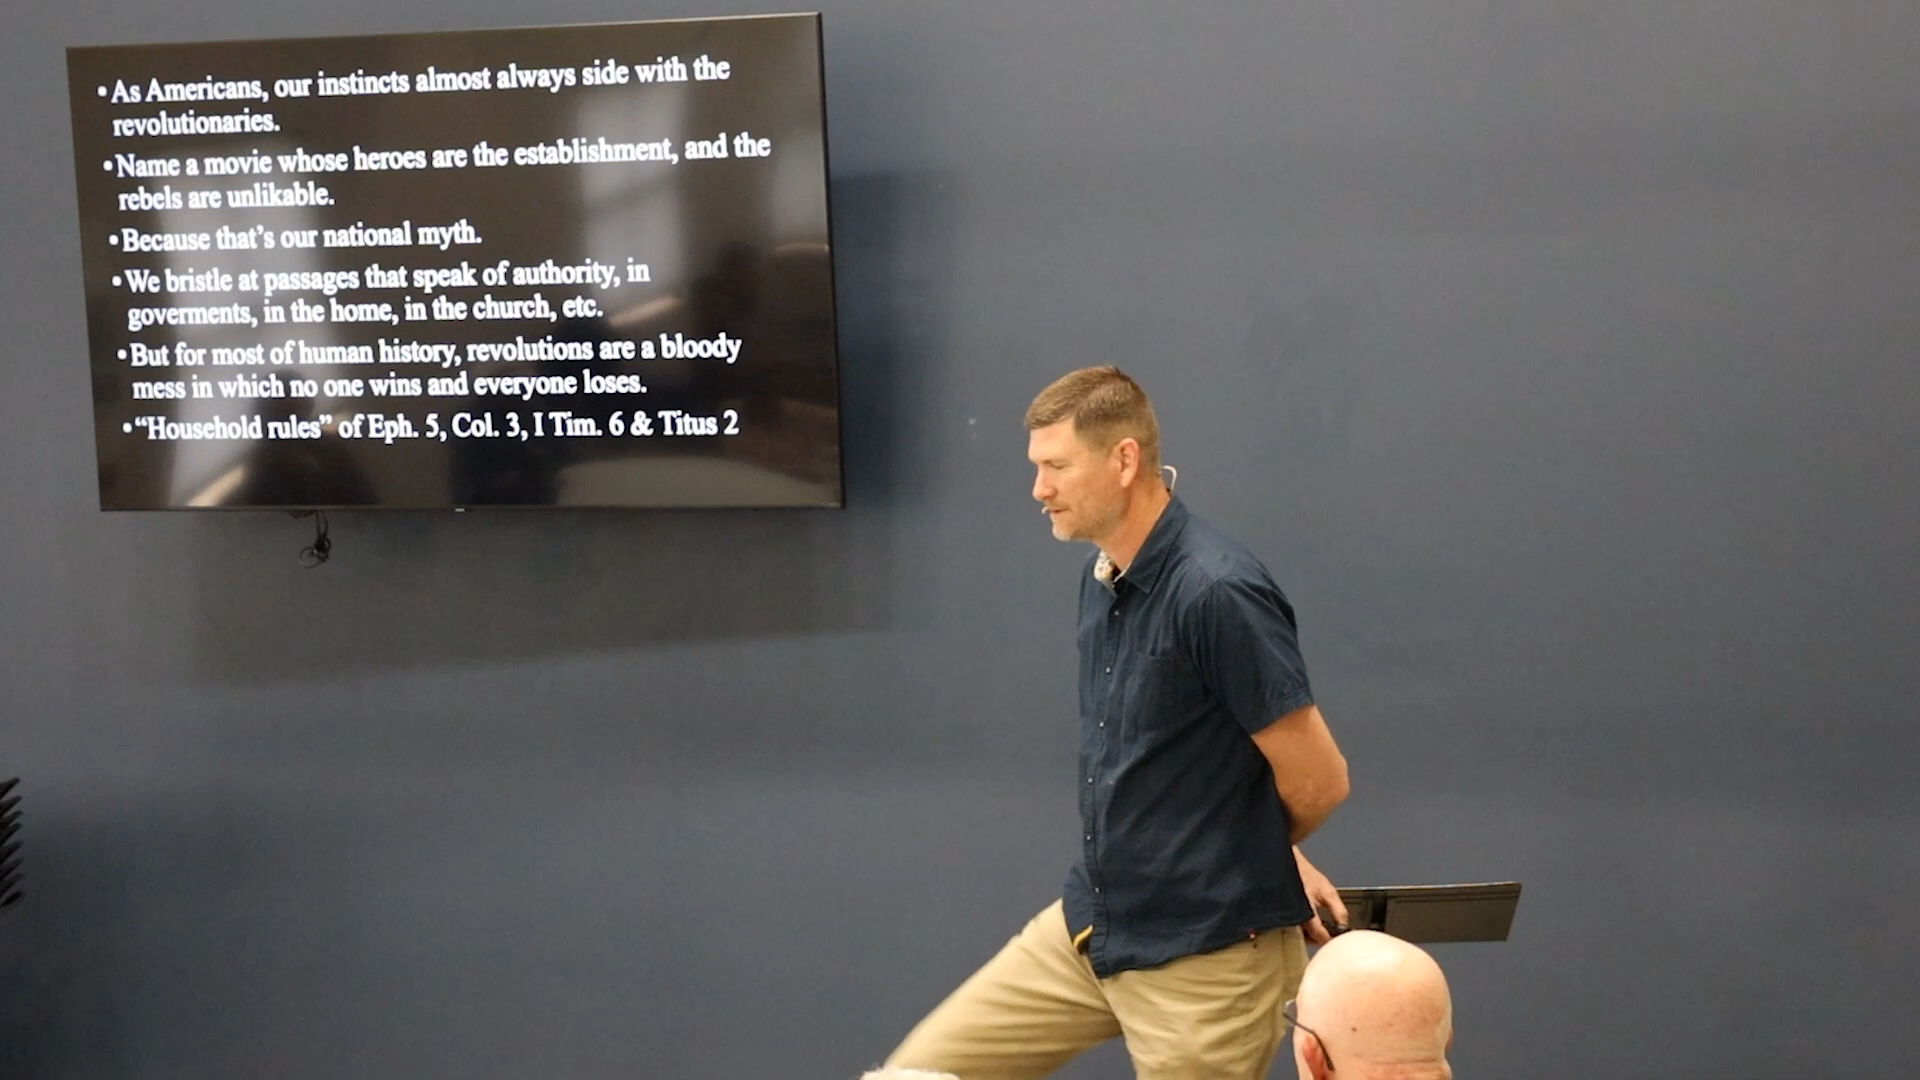 • As Americans, our instincts almost always side with the
revolutionaries.
• Name a movie whose heroes are the establishment, and the
rebels are unlikable.
• Because that’s our national myth.
• We bristle at passages that speak of authority, in
goverments, in the home, in the church, etc.
• But for most of human history, revolutions are a bloody
mess in which no one wins and everyone loses.
• “Household rules” of Eph. 5, Col. 3, I Tim. 6 & Titus 2